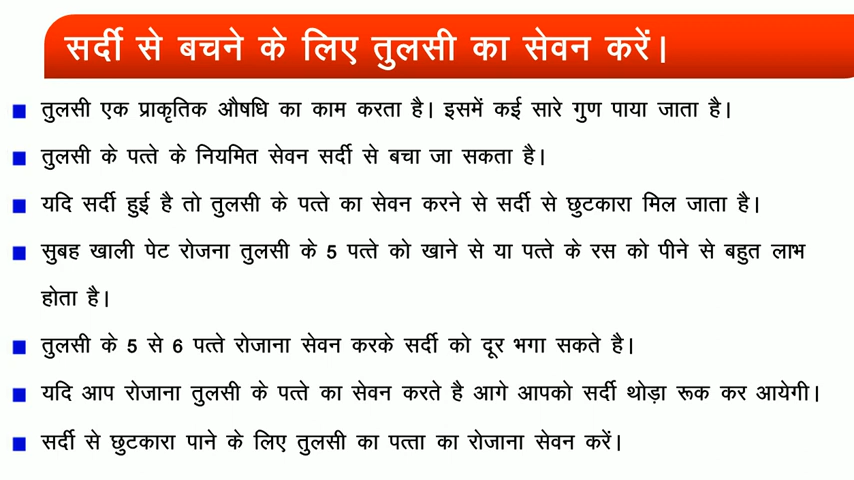 सर्दी से बचने के लिए तुलसी का सेवन करें।
तुलसी एक प्राकृतिक औषधि का काम करता है। इसमें कई सारे गुण पाया जाता है।
तुलसी के पत्ते के नियमित सेवन सर्दी से बचा जा सकता है।
यदि सर्दी हुई है तो तुलसी के पत्ते का सेवन करने से सर्दी से छुटकारा मिल जाता है।
सुबह खाली पेट रोजना तुलसी के 5 पत्ते को खाने से या पत्ते के रस को पीने से बहुत लाभ
होता है।
तुलसी के 5 से 6 पत्ते रोजाना सेवन करके सर्दी को दूर भगा सकते है।
यदि आप रोजाना तुलसी के पत्ते का सेवन करते है आगे आपको सर्दी थोड़ा रूक कर आयेगी।
सर्दी से छुटकारा पाने के लिए तुलसी का पत्ता का रोजाना सेवन करें।